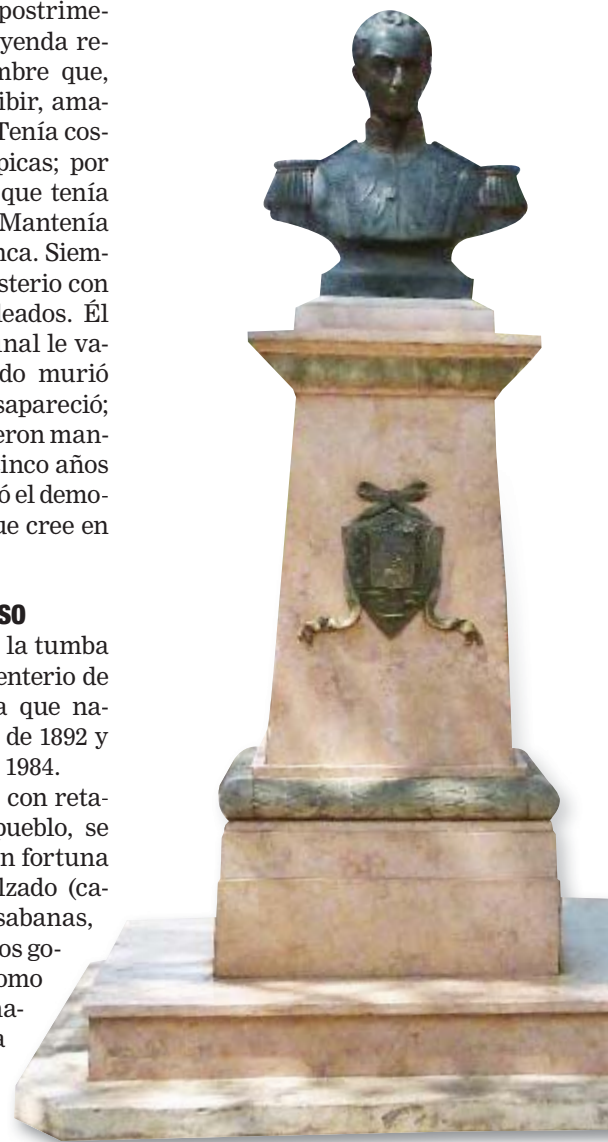 postrime-
yenda re-
mbre que,
ibir, ama-
Tenía cos-
picas; por
que tenía
Mantenía
nca. Siem-
sterio con
leados. Él
anal le va-
do murió
sapareció;
eron man-
inco años
ó el demo-
ue cree en
SO
la tumba
enterio de
a que na-
de 1892 y
1984.
con reta-
pueblo, se
n fortuna
lzado (ca-
sabanas,
os go-
omo
na-
a